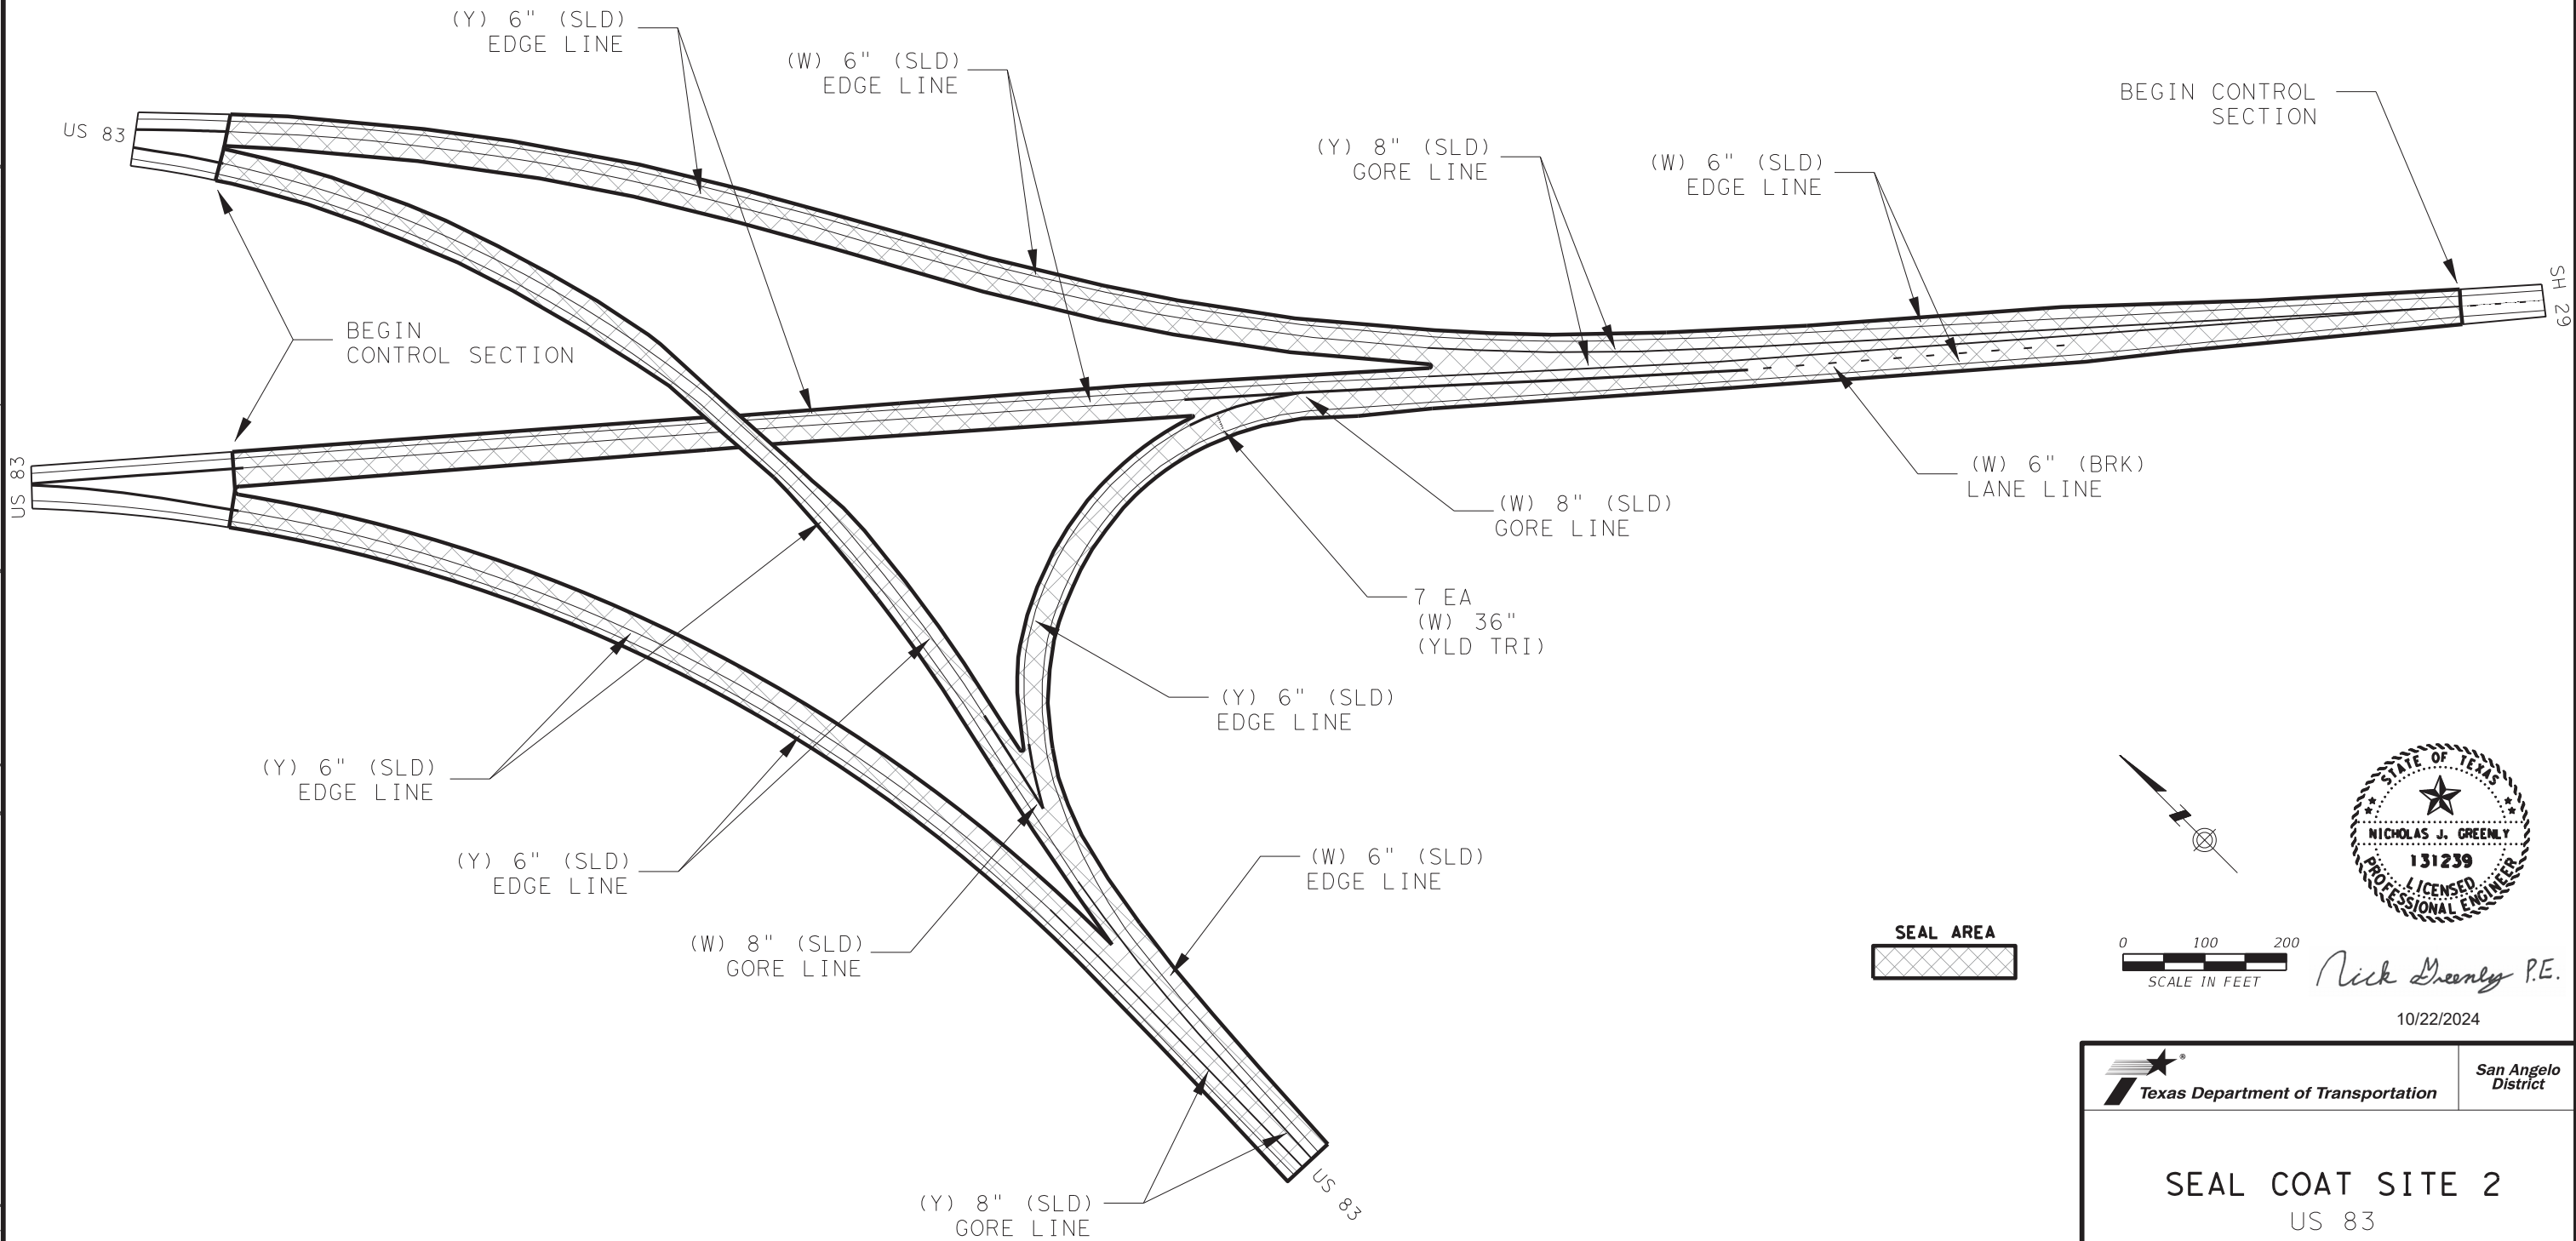 (Y) 6" (SLD)
EDGE LINE
(W) 6" (SLD)
EDGE LINE
BEGIN CONTROL
SECTION
US 83
(Y) 8" (SLD)
GORE LINE
(W) 6" (SLD)
EDGE LINE
SH 29
BEGIN
CONTROL SECTION
US 83
(W) 6" (BRK)
LANE LINE
(W) 8" (SLD)
GORE LINE
7 EA
(W) 36"
(YLD TRI)
(Y) 6" (SLD)
EDGE LINE
(Y) 6" (SLD)
EDGE LINE
(Y) 6" (SLD)
EDGE LINE
(W) 6" (SLD)
EDGE LINE
(W) 8" (SLD)
GORE LINE
(Y) 8" (SLD)
GORE LINE
US 83
N
STATE OF TEXAS
NICHOLAS J. GREENLY
131239
LICENSED
PROFESSIONAL ENGINEER
SEAL AREA
0 100 200
SCALE IN FEET
Nick Greenly P.E.
10/22/2024
®
Texas Department of Transportation
San Angelo
District
SEAL COAT SITE 2
US 83